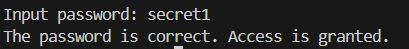 Input password: secret1
The password is correct. Access is granted.